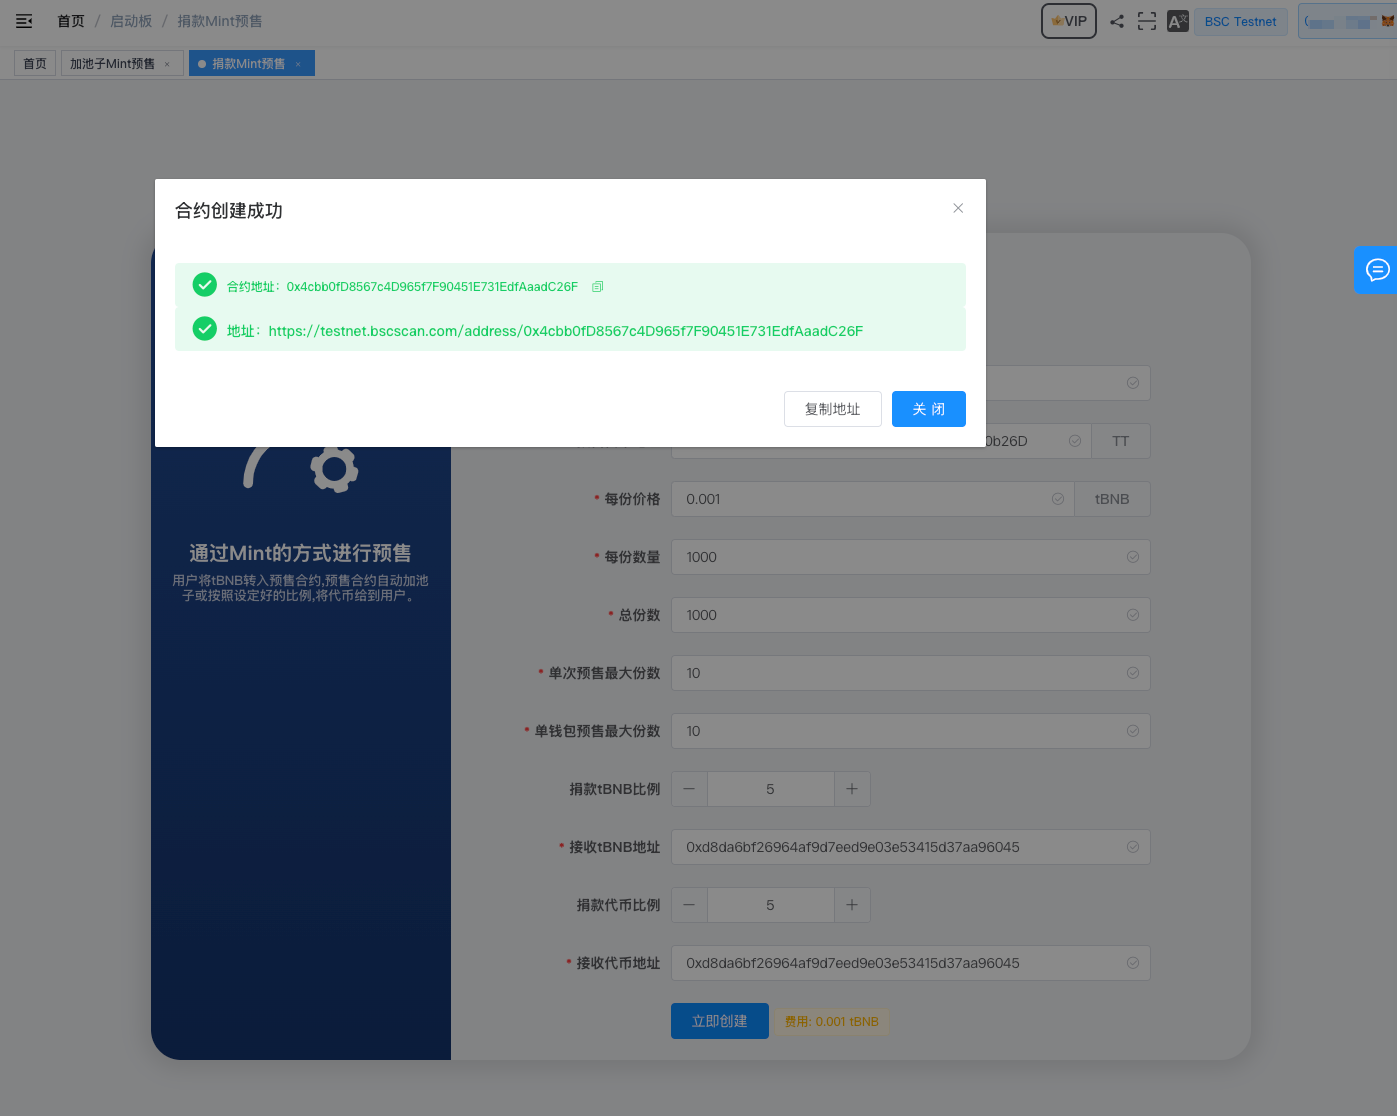 首页 / 启动板 / 捐款Mint预售
VIP
BSC Testnet
首页
加池子Mint预售 ×
捐款Mint预售 ×
合约创建成功
合约地址: 0x4cbb0fD8567c4D965f7F90451E731EdfAaadC26F
地址: https://testnet.bscscan.com/address/0x4cbb0fD8567c4D965f7F90451E731EdfAaadC26F
复制地址
关 闭
0b26D
TT
通过Mint的方式进行预售
用户将tBNB转入预售合约,预售合约自动加池
子或按照设定好的比例,将代币给到用户。
* 每份价格 0.001 tBNB
* 每份数量 1000
* 总份数 1000
* 单次预售最大份数 10
* 单钱包预售最大份数 10
捐款tBNB比例 5
* 接收tBNB地址 0xd8da6bf26964af9d7eed9e03e53415d37aa96045
捐款代币比例 5
* 接收代币地址 0xd8da6bf26964af9d7eed9e03e53415d37aa96045
立即创建
费用: 0.001 tBNB